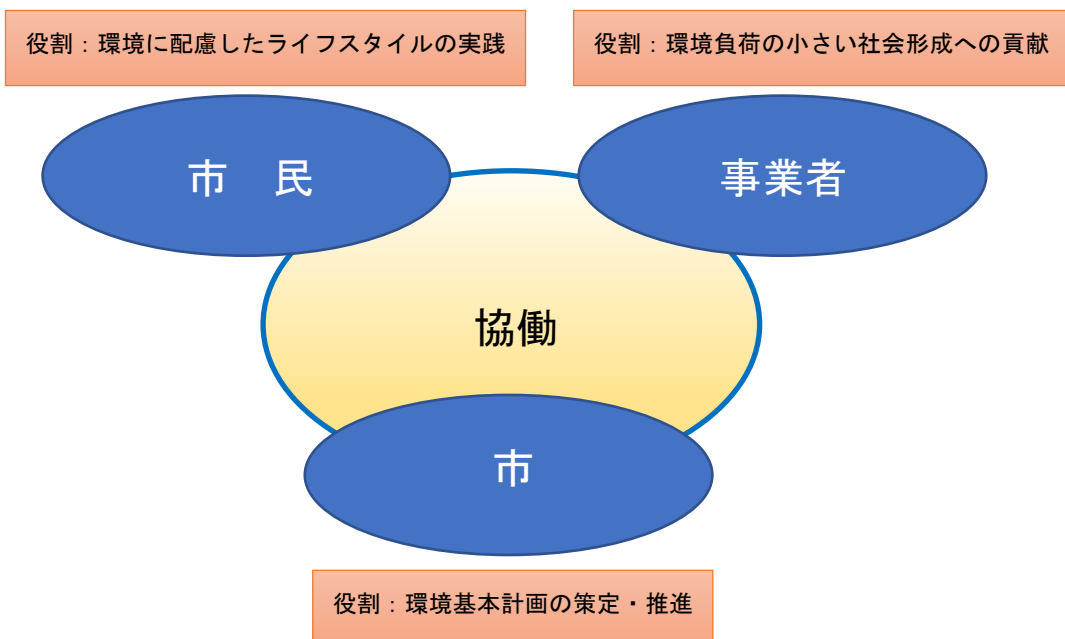 役割：環境に配慮したライフスタイルの実践
役割：環境負荷の小さい社会形成への貢献
市　民
事業者
協働
市
役割：環境基本計画の策定・推進